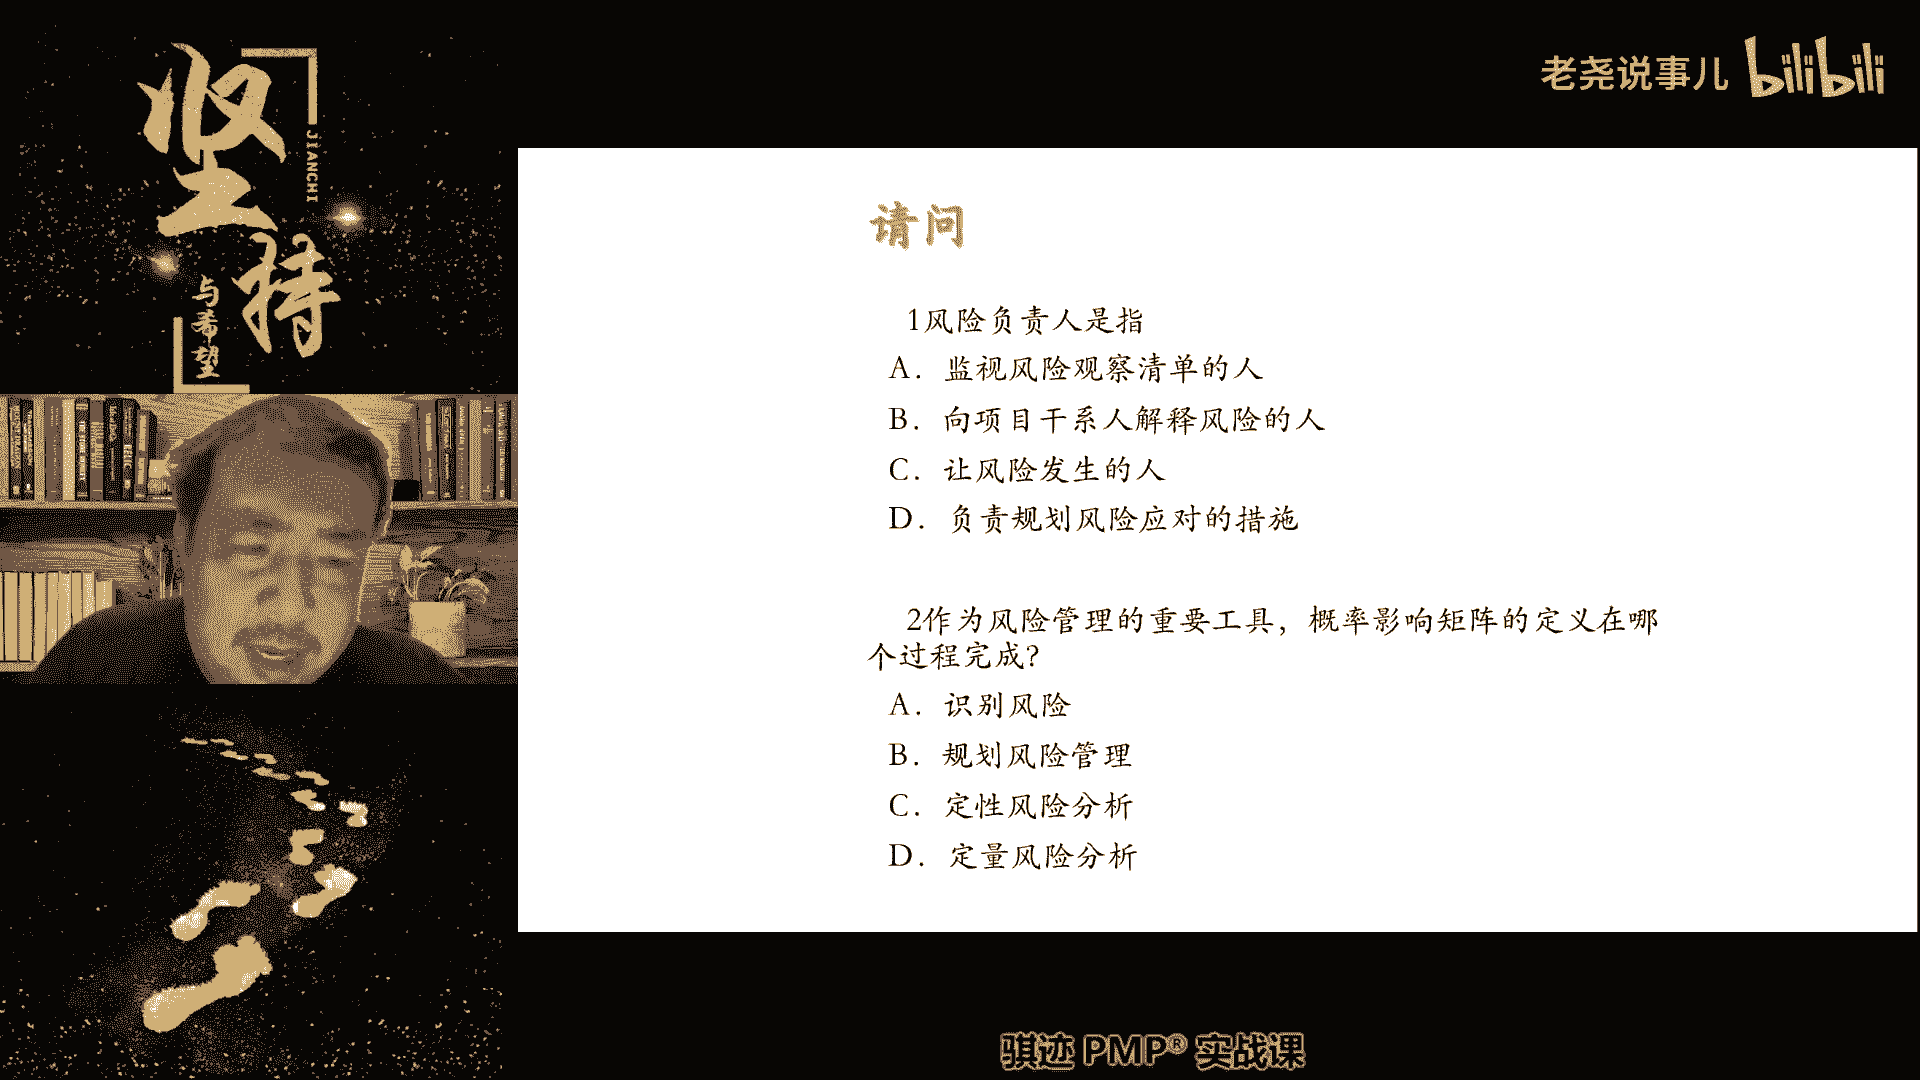 坚持
JIANCHI
与希望
老尧说事儿 bilibili
请问
1风险负责人是指
A. 监视风险观察清单的人
B. 向项目干系人解释风险的人
C. 让风险发生的人
D. 负责规划风险应对的措施
2作为风险管理的重要工具，概率影响矩阵的定义在哪
个过程完成?
A. 识别风险
B. 规划风险管理
C. 定性风险分析
D. 定量风险分析
骐迹 PMP® 实战课